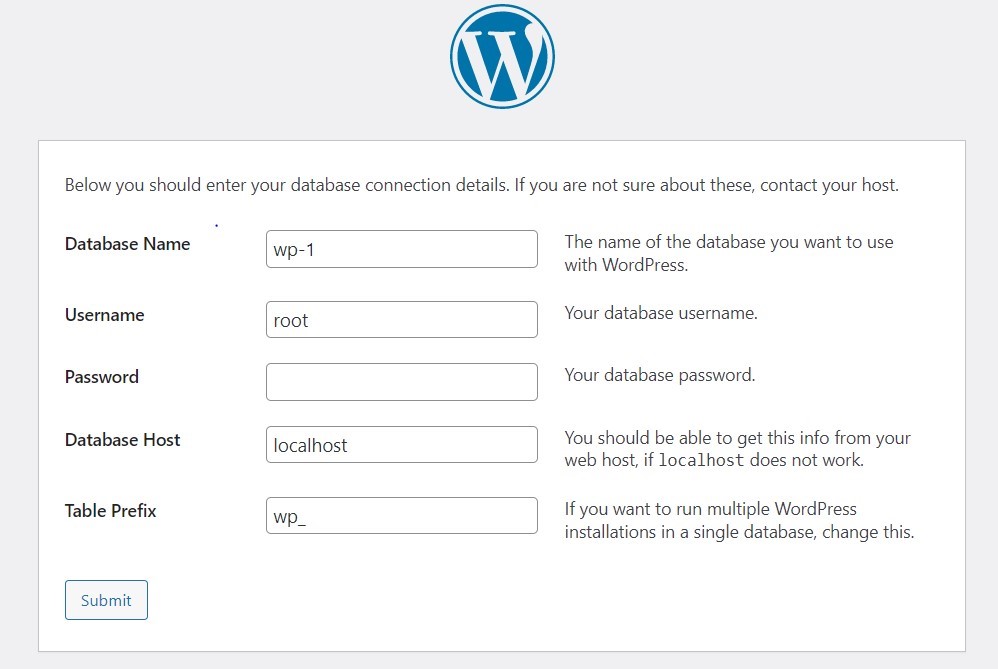 Below you should enter your database connection details. If you are not sure about these, contact your host.
Database Name
wp-1
The name of the database you want to use
with WordPress.
Username
root
Your database username.
Password
Your database password.
Database Host
localhost
You should be able to get this info from your
web host, if localhost does not work.
Table Prefix
wp_
If you want to run multiple WordPress
installations in a single database, change this.
Submit